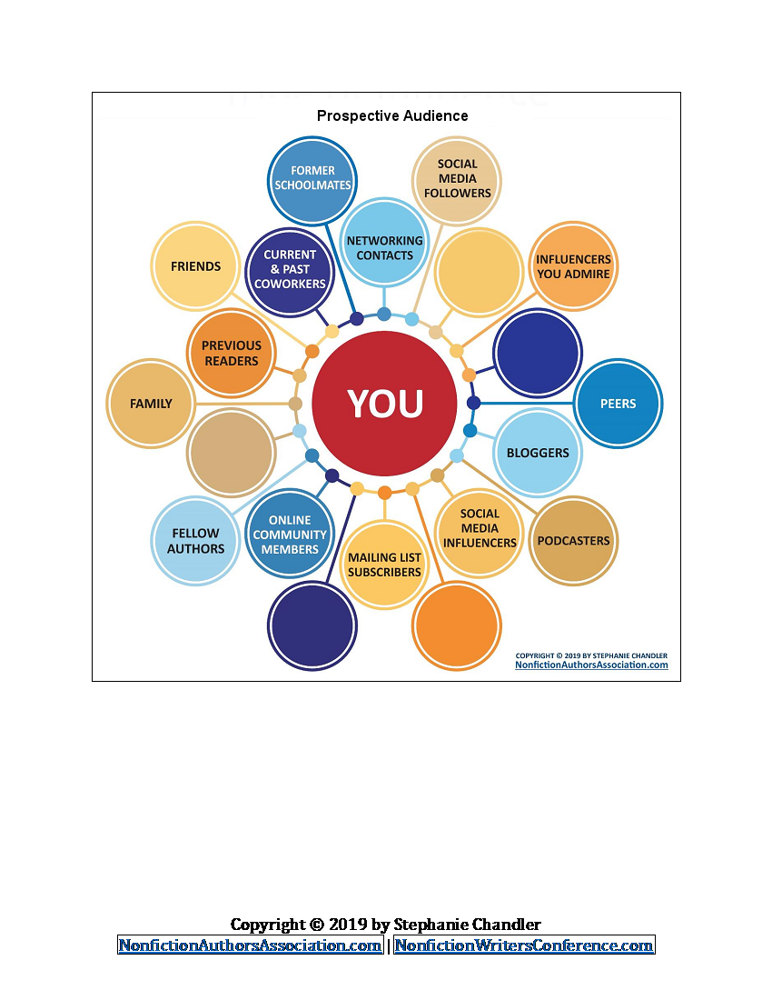 Prospective Audience
FORMER
SCHOOLMATES
SOCIAL
MEDIA
FOLLOWERS
NETWORKING
CONTACTS
CURRENT
& PAST
COWORKERS
FRIENDS
INFLUENCERS
YOU ADMIRE
PREVIOUS
READERS
FAMILY
YOU
PEERS
BLOGGERS
FELLOW
AUTHORS
ONLINE
COMMUNITY
MEMBERS
MAILING LIST
SUBSCRIBERS
SOCIAL
MEDIA
INFLUENCERS
PODCASTERS
COPYRIGHT © 2019 BY STEPHANIE CHANDLER
NonfictionAuthorsAssociation.com
Copyright © 2019 by Stephanie Chandler
NonfictionAuthorsAssociation.com | NonfictionWritersConference.com